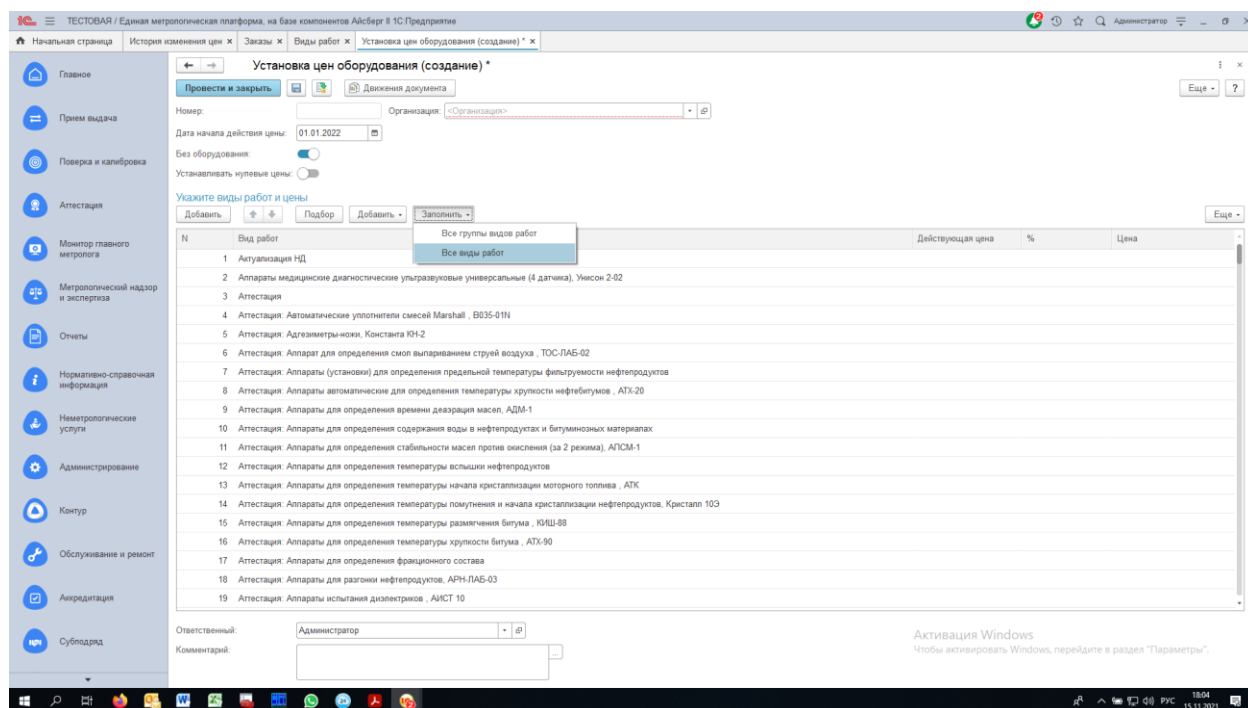 ТЕСТОВАЯ / Единая метрологическая платформа, на базе компонентов Айсберг II 1С:Предприятие
2
Администратор
Начальная страница История изменения цен × Заказы × Виды работ × Установка цен оборудования (создание) * ×
Главное
Прием выдача
Поверка и калибровка
Аттестация
Монитор главного
метролога
Метрологический надзор
и экспертиза
Отчеты
Нормативно-справочная
информация
Неметрологические
услуги
Администрирование
Контур
Обслуживание и ремонт
Аккредитация
Субподряд
Установка цен оборудования (создание) *
Провести и закрыть Движения документа Еще ?
Номер: Организация: <Организация>
Дата начала действия цены: 01.01.2022
Без оборудования:
Устанавливать нулевые цены:
Укажите виды работ и цены
Добавить Подбор Добавить Заполнить Еще
Все группы видов работ
Все виды работ
N Вид работ Действующая цена % Цена
1 Актуализация НД
2 Аппараты медицинские диагностические ультразвуковые универсальные (4 датчика), Унисон 2-02
3 Аттестация
4 Аттестация: Автоматические уплотнители смесей Marshall , B035-01N
5 Аттестация: Адгезиметры-ножи, Константа КН-2
6 Аттестация: Аппарат для определения смол выпариванием струей воздуха , ТОС-ЛАБ-02
7 Аттестация: Аппараты (установки) для определения предельной температуры фильтруемости нефтепродуктов
8 Аттестация: Аппараты автоматические для определения температуры хрупкости нефтебитумов , АТХ-20
9 Аттестация: Аппараты для определения времени деаэрация масел, АДМ-1
10 Аттестация: Аппараты для определения содержания воды в нефтепродуктах и битуминозных материалах
11 Аттестация: Аппараты для определения стабильности масел против окисления (за 2 режима), АПСМ-1
12 Аттестация: Аппараты для определения температуры вспышки нефтепродуктов
13 Аттестация: Аппараты для определения температуры начала кристаллизации моторного топлива , АТК
14 Аттестация: Аппараты для определения температуры помутнения и начала кристаллизации нефтепродуктов, Кристалл 10Э
15 Аттестация: Аппараты для определения температуры размягчения битума , КИШ-88
16 Аттестация: Аппараты для определения температуры хрупкости битума , АТХ-90
17 Аттестация: Аппараты для определения фракционного состава
18 Аттестация: Аппараты для разгонки нефтепродуктов, АРН-ЛАБ-03
19 Аттестация: Аппараты испытания диэлектриков , АИСТ 10
Ответственный: Администратор
Комментарий:
Активация Windows
Чтобы активировать Windows, перейдите в раздел "Параметры".
РУС 18:04
15.11.2021